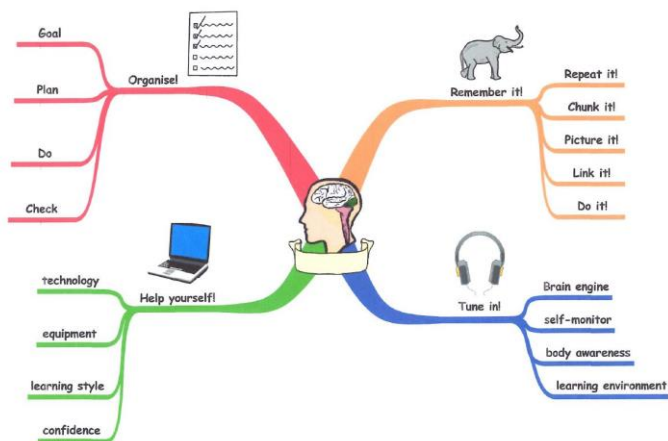 Goal
Plan
Do
Check
Organise!
Remember it!
Repeat it!
Chunk it!
Picture it!
Link it!
Do it!
technology
equipment
learning style
confidence
Help yourself!
Tune in!
Brain engine
self-monitor
body awareness
learning environment